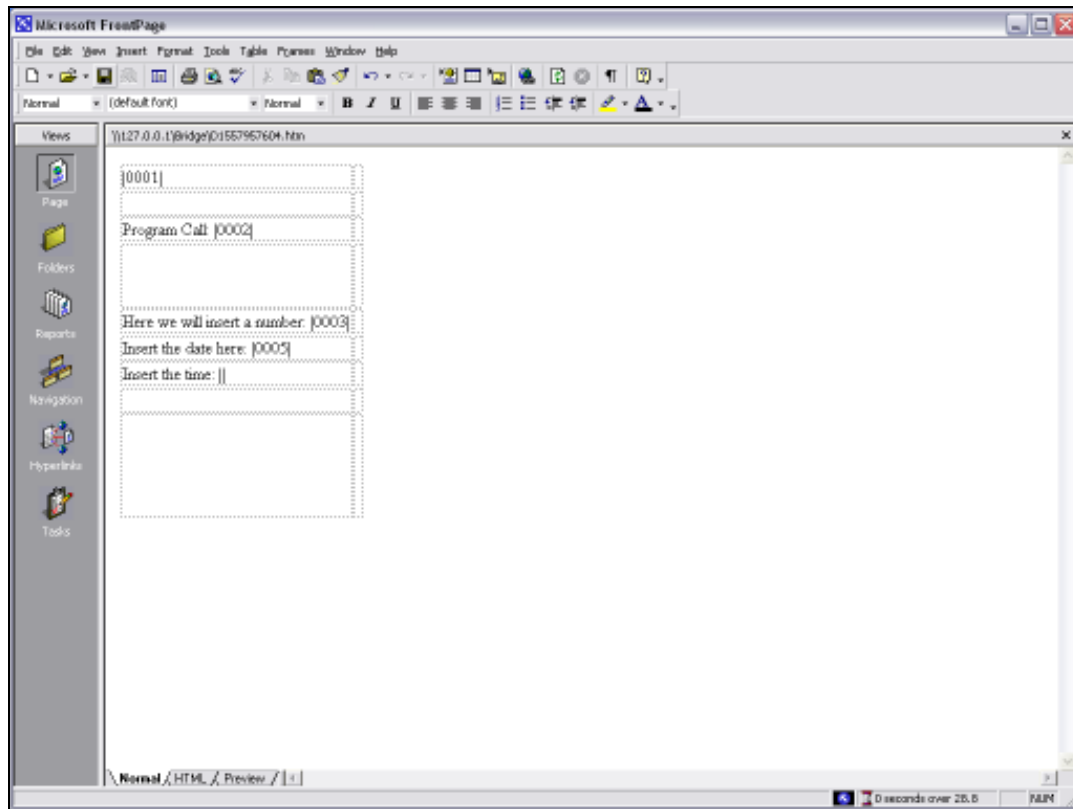 Microsoft FrontPage
File Edit View Insert Format Tools Table Frames Window Help
Normal (default font) Normal B I U A
Views \\127.0.0.1\Bridge\D1557957604.htm
Page
Folders
Reports
Navigation
Hyperlinks
Tasks
|0001|
Program Call: |0002|
Here we will insert a number: |0003|
Insert the date here: |0005|
Insert the time: ||
Normal HTML Preview
0 seconds over 28.8 NUM